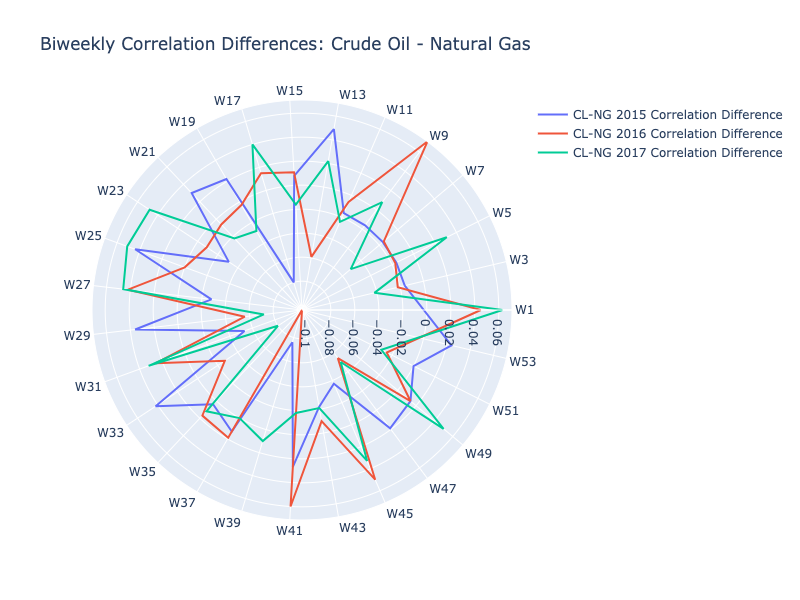 Biweekly Correlation Differences: Crude Oil - Natural Gas
CL-NG 2015 Correlation Difference
CL-NG 2016 Correlation Difference
CL-NG 2017 Correlation Difference
W1
W3
W5
W7
W9
W11
W13
W15
W17
W19
W21
W23
W25
W27
W29
W31
W33
W35
W37
W39
W41
W43
W45
W47
W49
W51
W53
−0.1
−0.08
−0.06
−0.04
−0.02
0
0.02
0.04
0.06